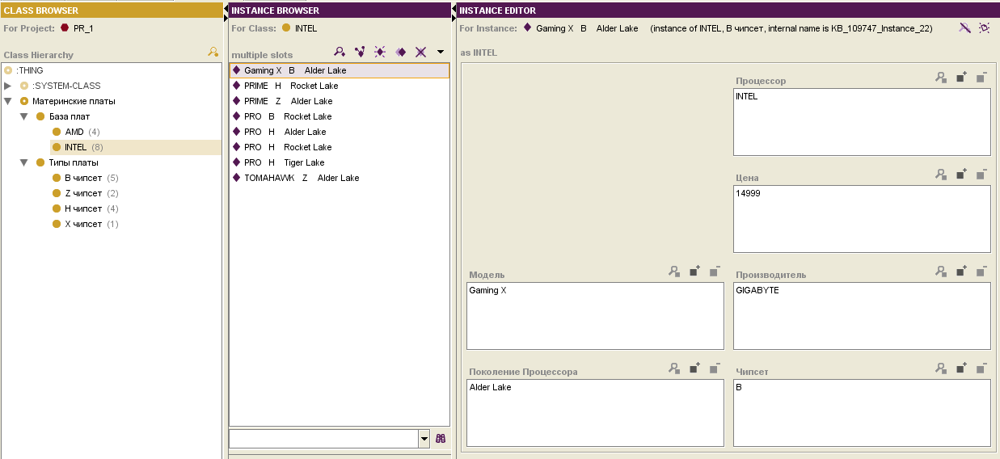 CLASS BROWSER
For Project: PR_1
Class Hierarchy
:THING
:SYSTEM-CLASS
Материнские платы
База плат
AMD (4)
INTEL (8)
Типы платы
B чипсет (5)
Z чипсет (2)
H чипсет (4)
X чипсет (1)
INSTANCE BROWSER
For Class: INTEL
multiple slots
Gaming X B Alder Lake
PRIME H Rocket Lake
PRIME Z Alder Lake
PRO B Rocket Lake
PRO H Alder Lake
PRO H Rocket Lake
PRO H Tiger Lake
TOMAHAWK Z Alder Lake
INSTANCE EDITOR
For Instance: Gaming X B Alder Lake (instance of INTEL, B чипсет, internal name is KB_109747_Instance_22)
as INTEL
Процессор
INTEL
Цена
14999
Модель
Gaming X
Производитель
GIGABYTE
Поколение Процессора
Alder Lake
Чипсет
B